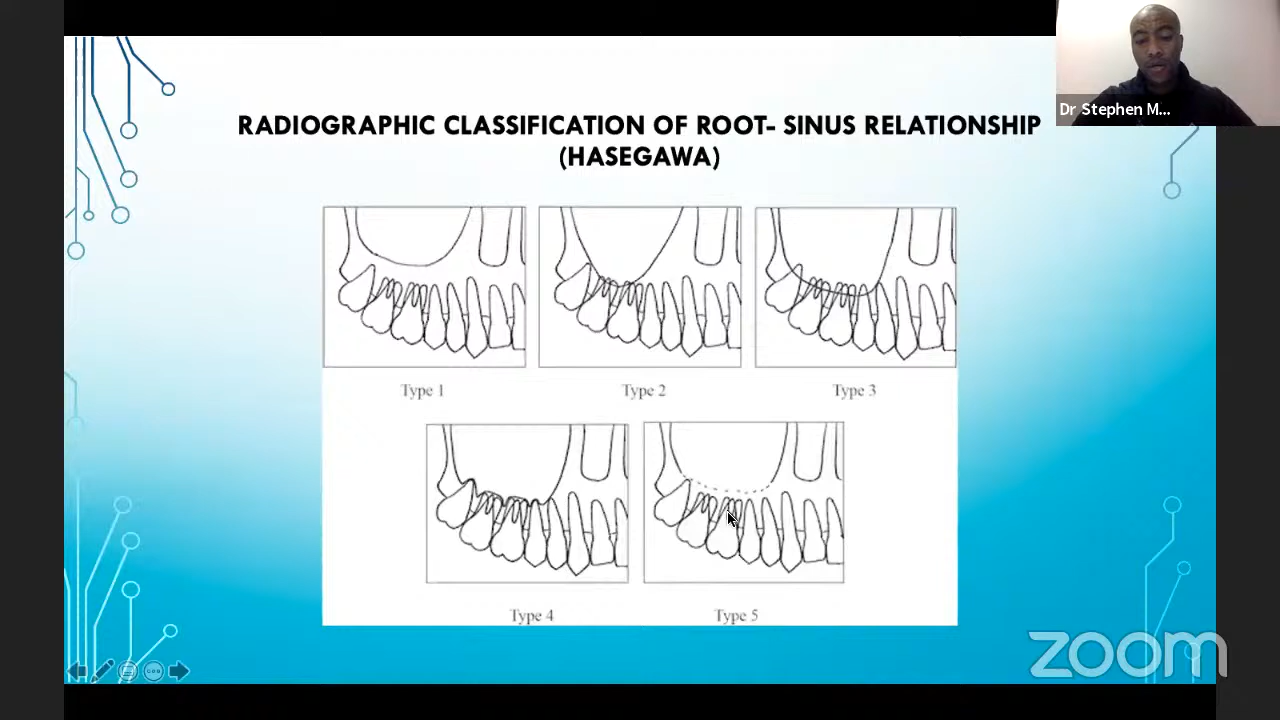 Dr Stephen M...
RADIOGRAPHIC CLASSIFICATION OF ROOT- SINUS RELATIONSHIP
(HASEGAWA)
Type 1
Type 2
Type 3
Type 4
Type 5
zoom